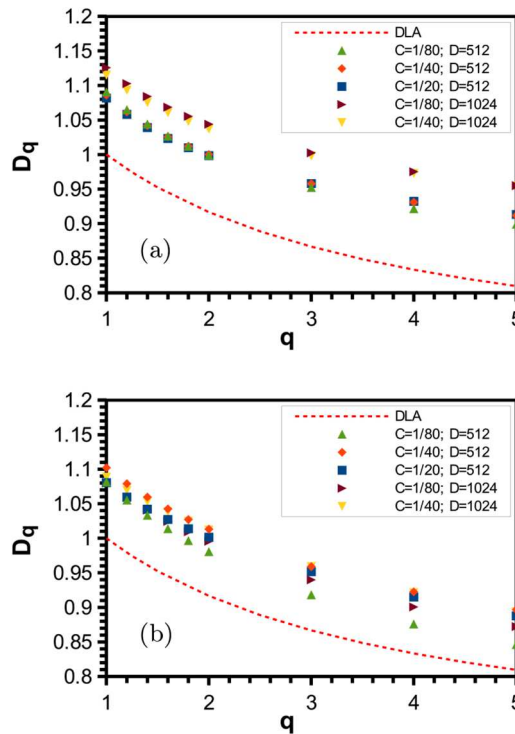 1.2
DLA
1.15
C=1/80; D=512
C=1/40; D=512
1.1
C=1/20; D=512
C=1/80; D=1024
1.05
C=1/40; D=1024
Dq
1
0.95
0.9
(a)
0.85
0.8
1 2 3 4 5
q
1.2
DLA
1.15
C=1/80; D=512
C=1/40; D=512
1.1
C=1/20; D=512
C=1/80; D=1024
1.05
C=1/40; D=1024
Dq
1
0.95
0.9
(b)
0.85
0.8
1 2 3 4 5
q